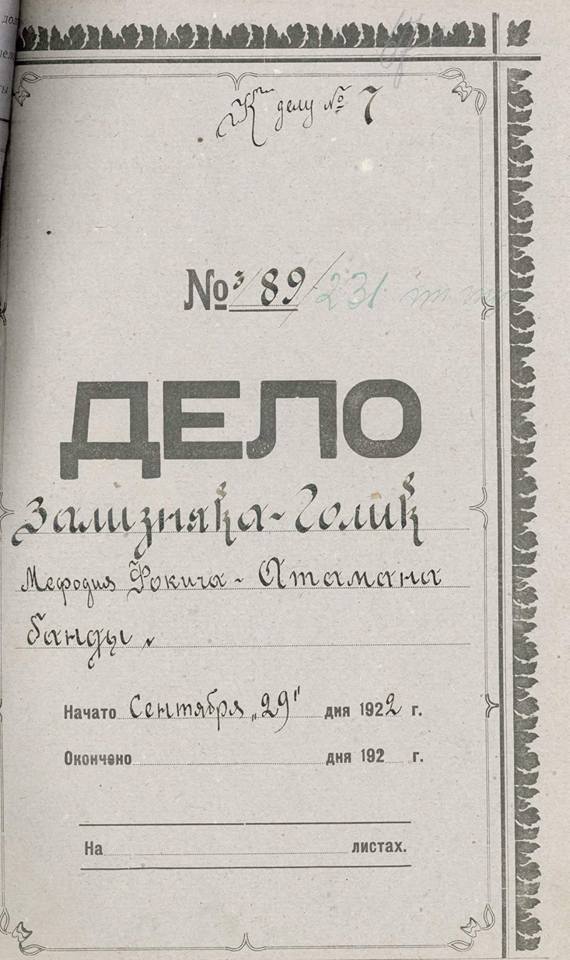 К делу № 7
№ 89/231
ДЕЛО
Зализняка-Голик
Мефодия Фокича - Атамана
банды
Начато Сентября „29" дня 1922 г.
Окончено дня 192 г.
На листах.